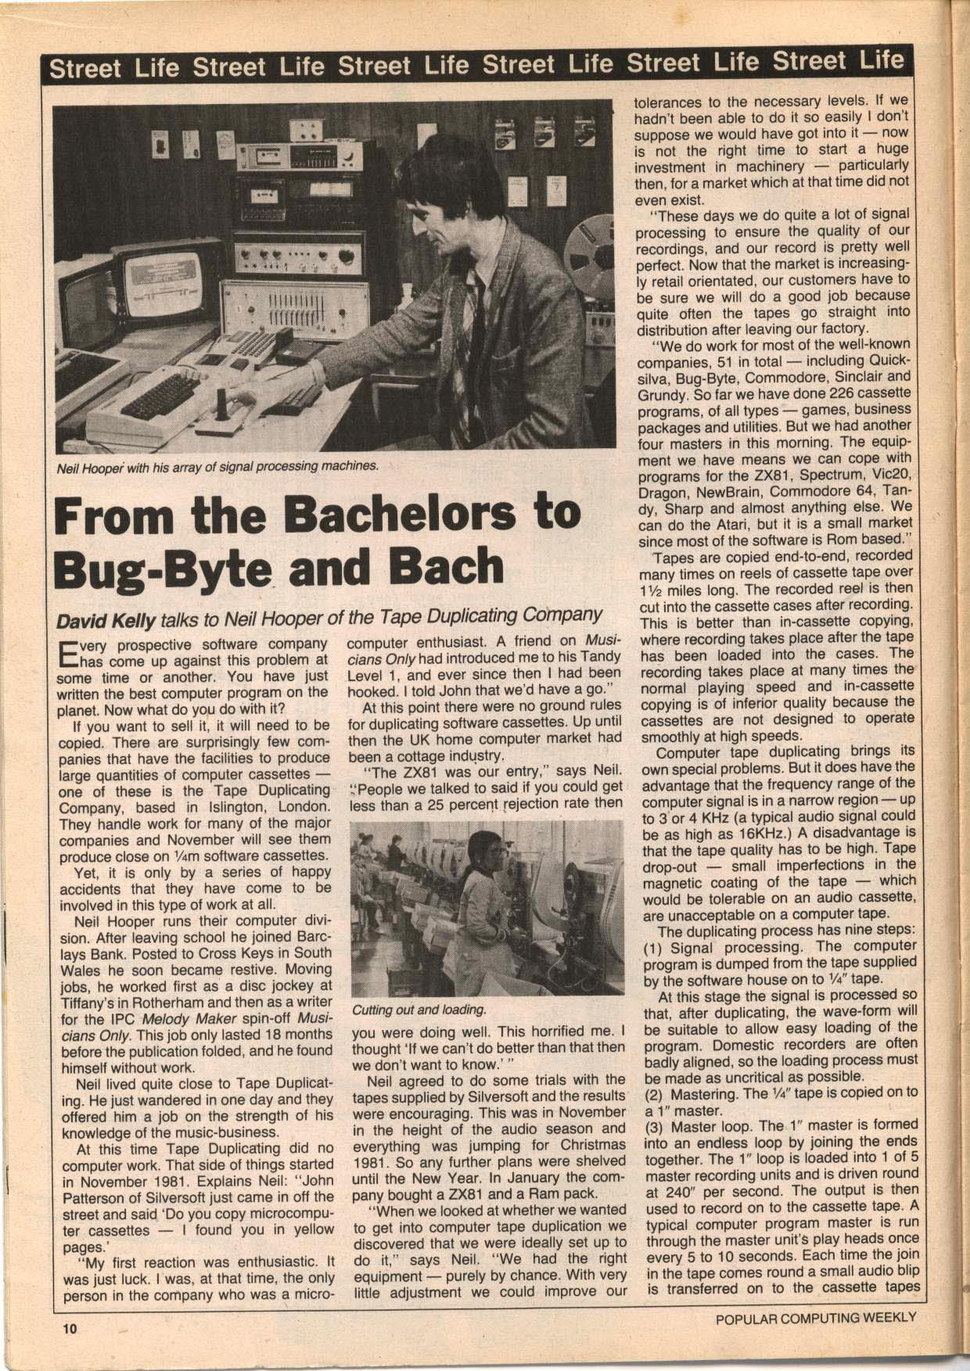 Street Life Street Life Street Life Street Life Street Life Street Life
Neil Hooper with his array of signal processing machines.
From the Bachelors to
Bug-Byte and Bach
David Kelly talks to Neil Hooper of the Tape Duplicating Company
Every prospective software company
has come up against this problem at
some time or another. You have just
written the best computer program on the
planet. Now what do you do with it?
If you want to sell it, it will need to be
copied. There are surprisingly few com-
panies that have the facilities to produce
large quantities of computer cassettes —
one of these is the Tape Duplicating
Company, based in Islington, London.
They handle work for many of the major
companies and November will see them
produce close on ¼m software cassettes.
Yet, it is only by a series of happy
accidents that they have come to be
involved in this type of work at all.
Neil Hooper runs their computer divi-
sion. After leaving school he joined Barc-
lays Bank. Posted to Cross Keys in South
Wales he soon became restive. Moving
jobs, he worked first as a disc jockey at
Tiffany's in Rotherham and then as a writer
for the IPC Melody Maker spin-off Musi-
cians Only. This job only lasted 18 months
before the publication folded, and he found
himself without work.
Neil lived quite close to Tape Duplicat-
ing. He just wandered in one day and they
offered him a job on the strength of his
knowledge of the music-business.
At this time Tape Duplicating did no
computer work. That side of things started
in November 1981. Explains Neil: "John
Patterson of Silversoft just came in off the
street and said 'Do you copy microcompu-
ter cassettes — I found you in yellow
pages.'
"My first reaction was enthusiastic. It
was just luck. I was, at that time, the only
person in the company who was a micro-
computer enthusiast. A friend on Musi-
cians Only had introduced me to his Tandy
Level 1, and ever since then I had been
hooked. I told John that we'd have a go."
At this point there were no ground rules
for duplicating software cassettes. Up until
then the UK home computer market had
been a cottage industry.
"The ZX81 was our entry," says Neil.
"People we talked to said if you could get
less than a 25 percent rejection rate then
Cutting out and loading.
you were doing well. This horrified me. I
thought 'If we can't do better than that then
we don't want to know.' "
Neil agreed to do some trials with the
tapes supplied by Silversoft and the results
were encouraging. This was in November
in the height of the audio season and
everything was jumping for Christmas
1981. So any further plans were shelved
until the New Year. In January the com-
pany bought a ZX81 and a Ram pack.
"When we looked at whether we wanted
to get into computer tape duplication we
discovered that we were ideally set up to
do it," says Neil. "We had the right
equipment — purely by chance. With very
little adjustment we could improve our
tolerances to the necessary levels. If we
hadn't been able to do it so easily I don't
suppose we would have got into it — now
is not the right time to start a huge
investment in machinery — particularly
then, for a market which at that time did not
even exist.
"These days we do quite a lot of signal
processing to ensure the quality of our
recordings, and our record is pretty well
perfect. Now that the market is increasing-
ly retail orientated, our customers have to
be sure we will do a good job because
quite often the tapes go straight into
distribution after leaving our factory.
"We do work for most of the well-known
companies, 51 in total — including Quick-
silva, Bug-Byte, Commodore, Sinclair and
Grundy. So far we have done 226 cassette
programs, of all types — games, business
packages and utilities. But we had another
four masters in this morning. The equip-
ment we have means we can cope with
programs for the ZX81, Spectrum, Vic20,
Dragon, NewBrain, Commodore 64, Tan-
dy, Sharp and almost anything else. We
can do the Atari, but it is a small market
since most of the software is Rom based."
Tapes are copied end-to-end, recorded
many times on reels of cassette tape over
1½ miles long. The recorded reel is then
cut into the cassette cases after recording.
This is better than in-cassette copying,
where recording takes place after the tape
has been loaded into the cases. The
recording takes place at many times the
normal playing speed and in-cassette
copying is of inferior quality because the
cassettes are not designed to operate
smoothly at high speeds.
Computer tape duplicating brings its
own special problems. But it does have the
advantage that the frequency range of the
computer signal is in a narrow region — up
to 3 or 4 KHz (a typical audio signal could
be as high as 16KHz.) A disadvantage is
that the tape quality has to be high. Tape
drop-out — small imperfections in the
magnetic coating of the tape — which
would be tolerable on an audio cassette,
are unacceptable on a computer tape.
The duplicating process has nine steps:
(1) Signal processing. The computer
program is dumped from the tape supplied
by the software house on to ¼" tape.
At this stage the signal is processed so
that, after duplicating, the wave-form will
be suitable to allow easy loading of the
program. Domestic recorders are often
badly aligned, so the loading process must
be made as uncritical as possible.
(2) Mastering. The ¼" tape is copied on to
a 1" master.
(3) Master loop. The 1" master is formed
into an endless loop by joining the ends
together. The 1" loop is loaded into 1 of 5
master recording units and is driven round
at 240" per second. The output is then
used to record on to the cassette tape. A
typical computer program master is run
through the master unit's play heads once
every 5 to 10 seconds. Each time the join
in the tape comes round a small audio blip
is transferred on to the cassette tapes
10
POPULAR COMPUTING WEEKLY